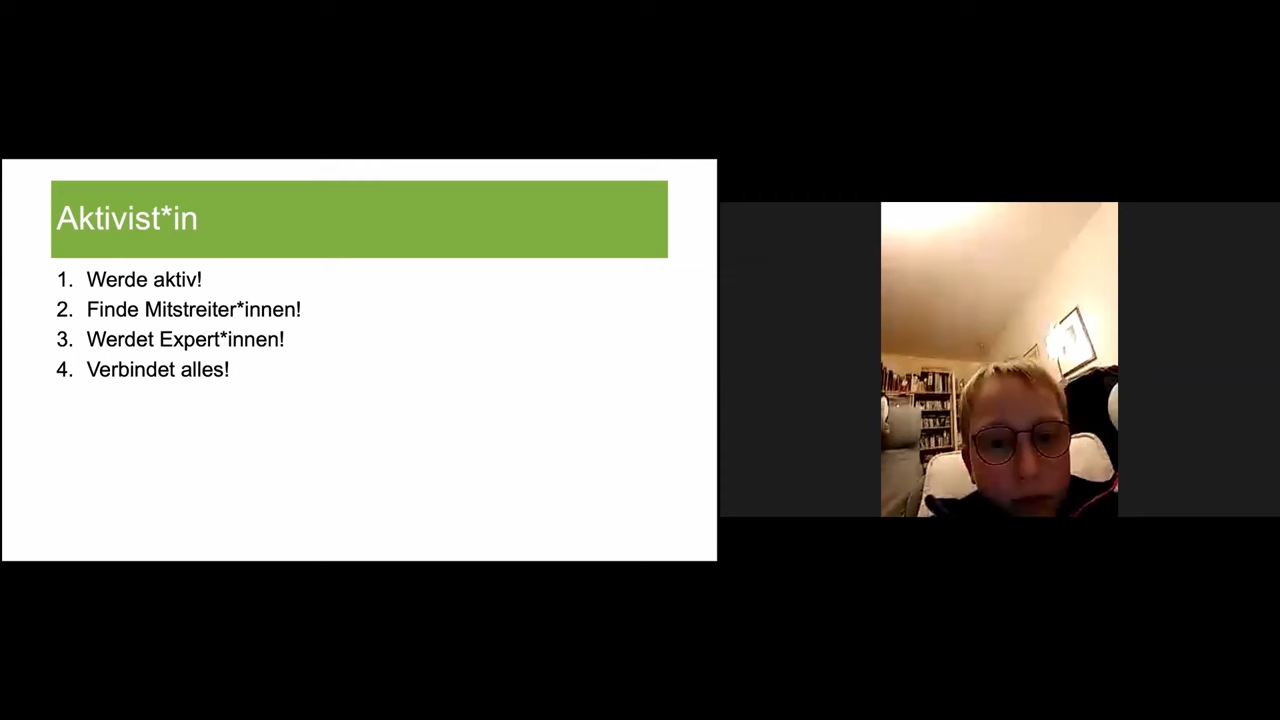 Aktivist*in
1. Werde aktiv!
2. Finde Mitstreiter*innen!
3. Werdet Expert*innen!
4. Verbindet alles!